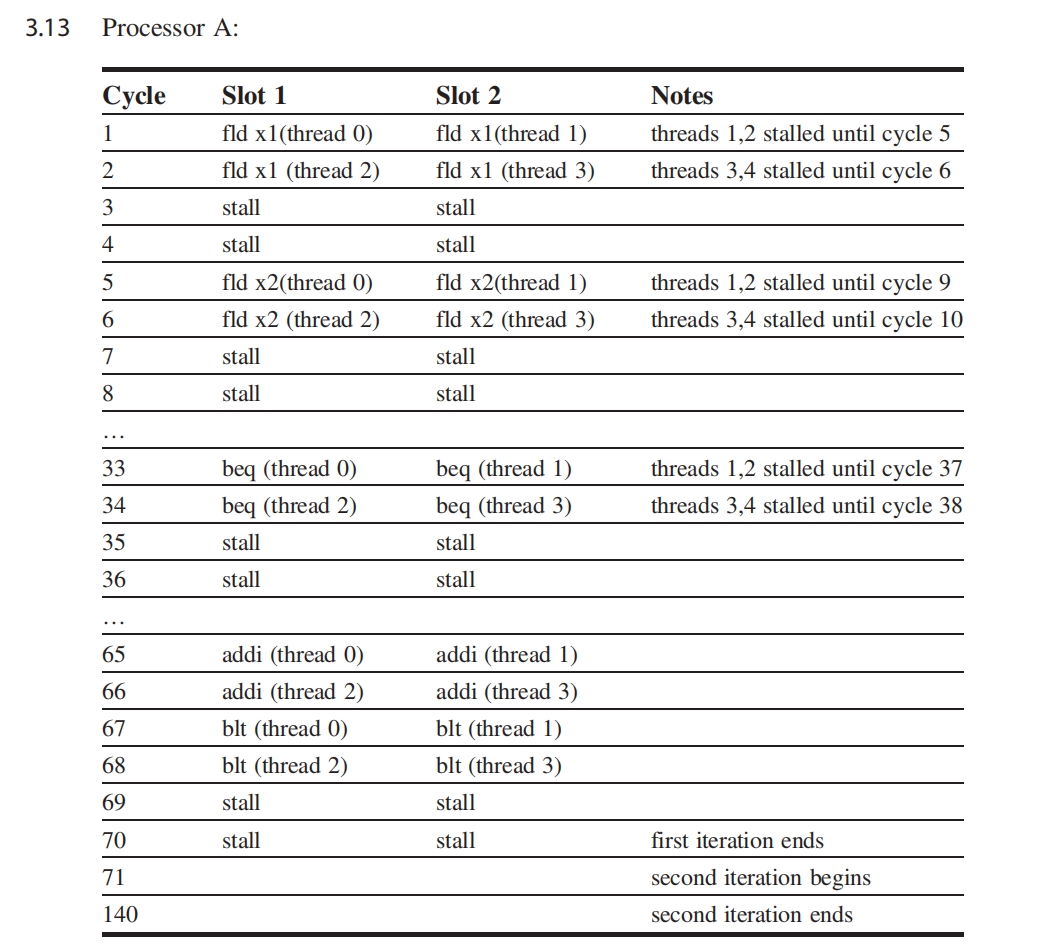 3.13 Processor A:
Cycle Slot 1 Slot 2 Notes
1 fld x1(thread 0) fld x1(thread 1) threads 1,2 stalled until cycle 5
2 fld x1 (thread 2) fld x1 (thread 3) threads 3,4 stalled until cycle 6
3 stall stall
4 stall stall
5 fld x2(thread 0) fld x2(thread 1) threads 1,2 stalled until cycle 9
6 fld x2 (thread 2) fld x2 (thread 3) threads 3,4 stalled until cycle 10
7 stall stall
8 stall stall
…
33 beq (thread 0) beq (thread 1) threads 1,2 stalled until cycle 37
34 beq (thread 2) beq (thread 3) threads 3,4 stalled until cycle 38
35 stall stall
36 stall stall
…
65 addi (thread 0) addi (thread 1)
66 addi (thread 2) addi (thread 3)
67 blt (thread 0) blt (thread 1)
68 blt (thread 2) blt (thread 3)
69 stall stall
70 stall stall first iteration ends
71 second iteration begins
140 second iteration ends